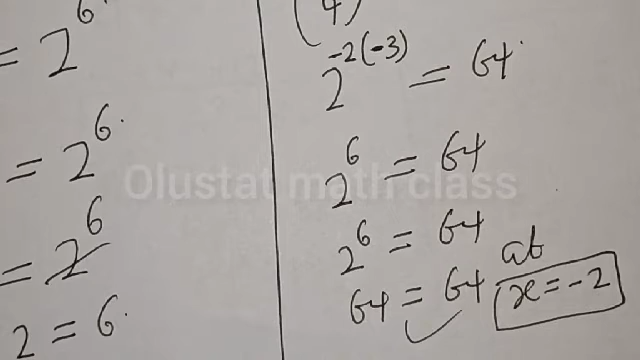 = 2^6.
= 2^6.
= 2^6
2 = 6.
4)
2^-2(-3) = 64.
2^6 = 64
2^6 = 64
64 = 64 ✓
at
x = -2
Olustat math class